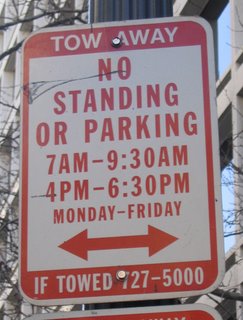 TOW AWAY
NO
STANDING
OR PARKING
7AM-9:30AM
4PM-6:30PM
MONDAY-FRIDAY
IF TOWED 727-5000